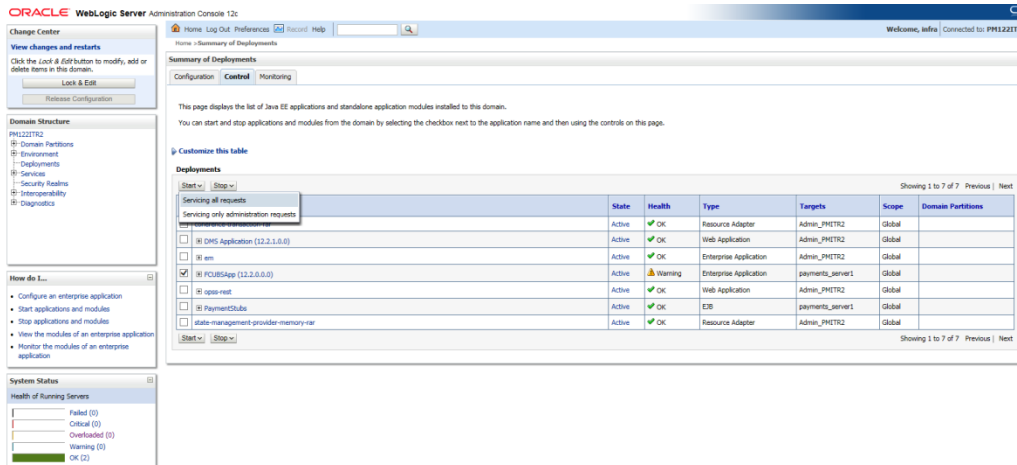 ORACLE WebLogic Server Administration Console 12c
Change Center
View changes and restarts
Click the Lock & Edit button to modify, add or
delete items in this domain.
Lock & Edit
Release Configuration
Domain Structure
PM122ITR2
Domain Partitions
Environment
Deployments
Services
Security Realms
Interoperability
Diagnostics
How do I...
Configure an enterprise application
Start applications and modules
Stop applications and modules
View the modules of an enterprise application
Monitor the modules of an enterprise
application
System Status
Health of Running Servers
Failed (0)
Critical (0)
Overloaded (0)
Warning (0)
OK (2)
Home Log Out Preferences Record Help
Welcome, infra Connected to: PM122IT
Home >Summary of Deployments
Summary of Deployments
Configuration Control Monitoring
This page displays the list of Java EE applications and standalone application modules installed to this domain.
You can start and stop applications and modules from the domain by selecting the checkbox next to the application name and then using the controls on this page.
Customize this table
Deployments
Start Stop Showing 1 to 7 of 7 Previous | Next
Servicing all requests
Servicing only administration requests
State Health Type Targets Scope Domain Partitions
coherence-transaction-rar Active OK Resource Adapter Admin_PMITR2 Global
DMS Application (12.2.1.0.0) Active OK Web Application Admin_PMITR2 Global
em Active OK Enterprise Application Admin_PMITR2 Global
FCUBSApp (12.2.0.0.0) Active Warning Enterprise Application payments_server1 Global
opss-rest Active OK Web Application Admin_PMITR2 Global
PaymentStubs Active OK EJB payments_server1 Global
state-management-provider-memory-rar Active OK Resource Adapter Admin_PMITR2 Global
Start Stop Showing 1 to 7 of 7 Previous | Next